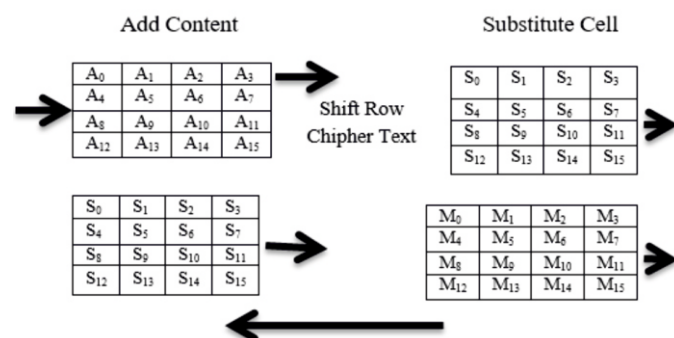 Add Content
Substitute Cell
A₀ A₁ A₂ A₃
A₄ A₅ A₆ A₇
A₈ A₉ A₁₀ A₁₁
A₁₂ A₁₃ A₁₄ A₁₅
Shift Row
Chipher Text
S₀ S₁ S₂ S₃
S₄ S₅ S₆ S₇
S₈ S₉ S₁₀ S₁₁
S₁₂ S₁₃ S₁₄ S₁₅
S₀ S₁ S₂ S₃
S₄ S₅ S₆ S₇
S₈ S₉ S₁₀ S₁₁
S₁₂ S₁₃ S₁₄ S₁₅
M₀ M₁ M₂ M₃
M₄ M₅ M₆ M₇
M₈ M₉ M₁₀ M₁₁
M₁₂ M₁₃ M₁₄ M₁₅